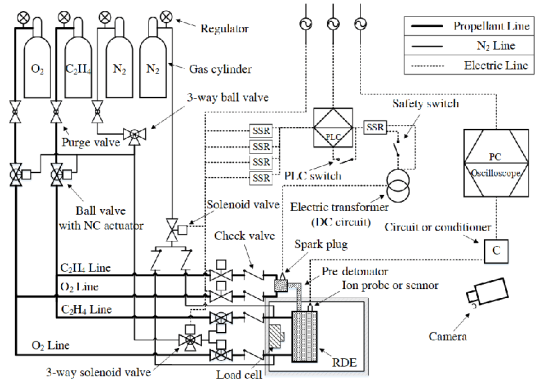 Regulator
O₂
C₂H₄
N₂
N₂
Gas cylinder
3-way ball valve
Purge valve
Propellant Line
N₂ Line
Electric Line
Safety switch
SSR
SSR
SSR
SSR
PLC
SSR
PLC switch
PC
Oscilloscope
Ball valve
with NC actuator
Solenoid valve
Electric transformer
(DC circuit)
Circuit or conditioner
C
Check valve
Spark plug
C₂H₄ Line
O₂ Line
C₂H₄ Line
O₂ Line
Pre detonator
Ion probe or sennor
Camera
3-way solenoid valve
Load cell
RDE